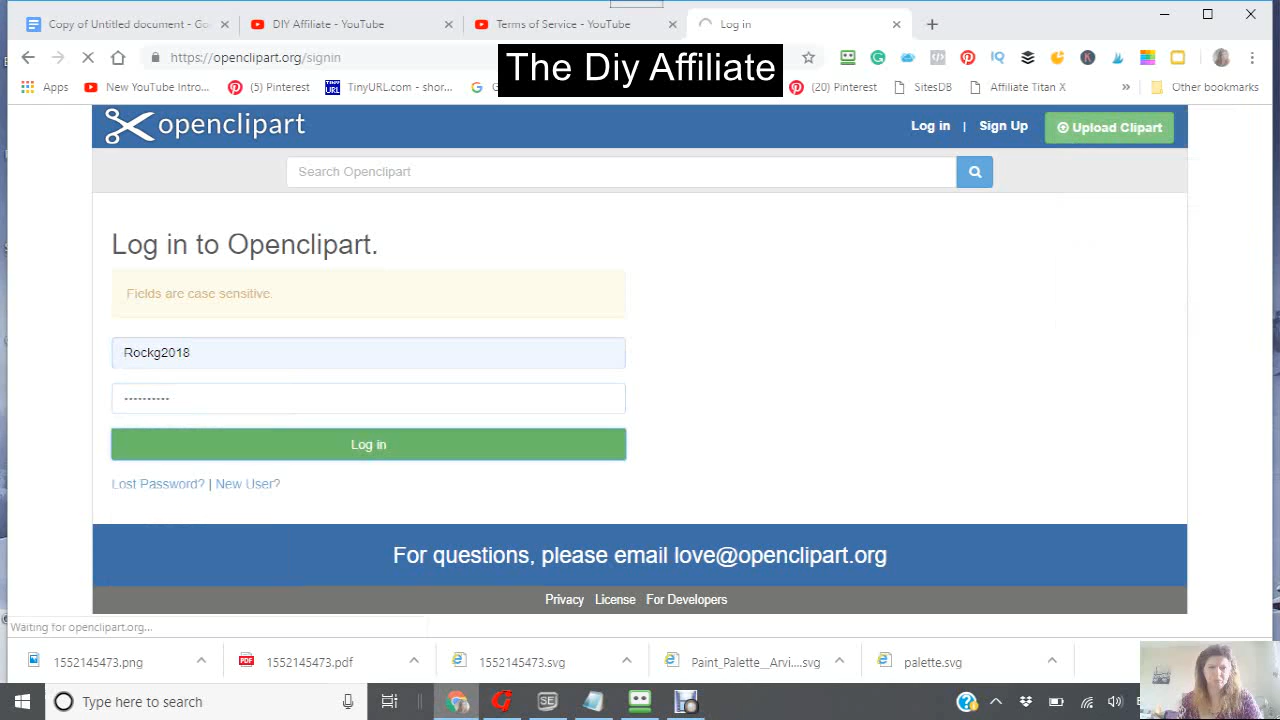 Copy of Untitled document - Go
DIY Affiliate - YouTube
Terms of Service - YouTube
Log in
https://openclipart.org/signin
The Diy Affiliate
Apps
New YouTube Intro...
(5) Pinterest
TinyURL.com - shor...
(20) Pinterest
SitesDB
Affiliate Titan X
Other bookmarks
openclipart
Log in | Sign Up
Upload Clipart
Search Openclipart
Log in to Openclipart.
Fields are case sensitive.
Rockg2018
Log in
Lost Password? | New User?
For questions, please email love@openclipart.org
Privacy License For Developers
Waiting for openclipart.org...
1552145473.png
1552145473.pdf
1552145473.svg
Paint_Palette__Arvi....svg
palette.svg
Type here to search